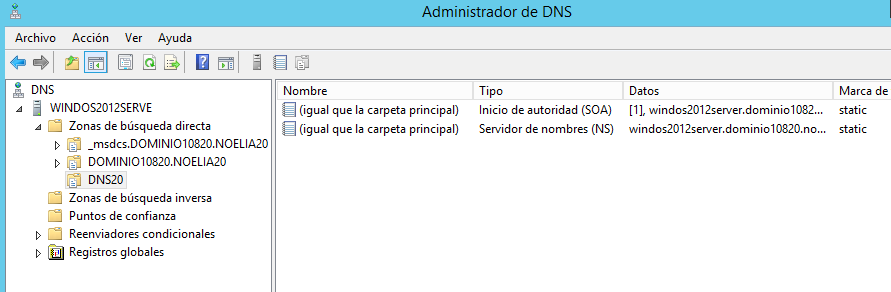 Administrador de DNS
Archivo Acción Ver Ayuda
DNS
WINDOS2012SERVE
Zonas de búsqueda directa
_msdcs.DOMINIO10820.NOELIA20
DOMINIO10820.NOELIA20
DNS20
Zonas de búsqueda inversa
Puntos de confianza
Reenviadores condicionales
Registros globales
Nombre Tipo Datos Marca de
(igual que la carpeta principal) Inicio de autoridad (SOA) [1], windos2012server.dominio1082... static
(igual que la carpeta principal) Servidor de nombres (NS) windos2012server.dominio10820.no... static